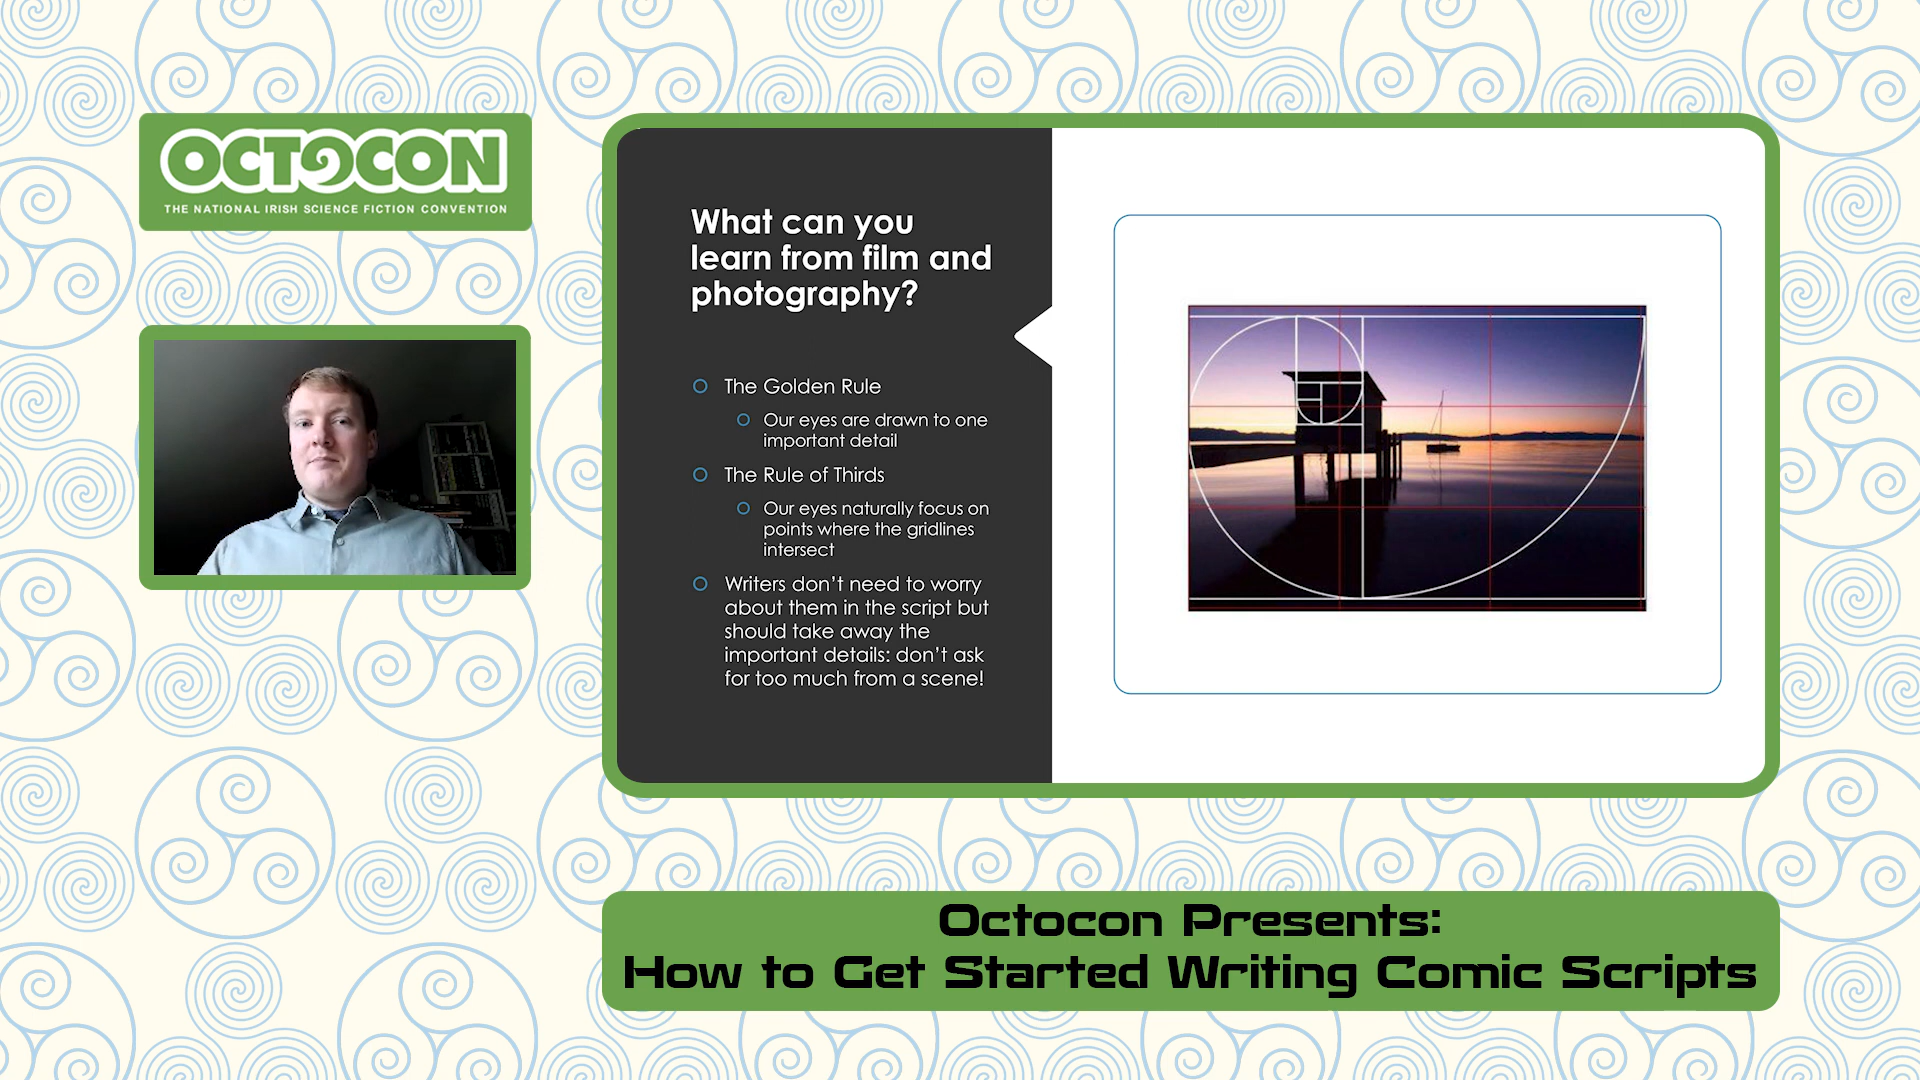 OCTOCON
THE NATIONAL IRISH SCIENCE FICTION CONVENTION
What can you
learn from film and
photography?
The Golden Rule
Our eyes are drawn to one
important detail
The Rule of Thirds
Our eyes naturally focus on
points where the gridlines
intersect
Writers don’t need to worry
about them in the script but
should take away the
important details: don’t ask
for too much from a scene!
Octocon Presents:
How to Get Started Writing Comic Scripts